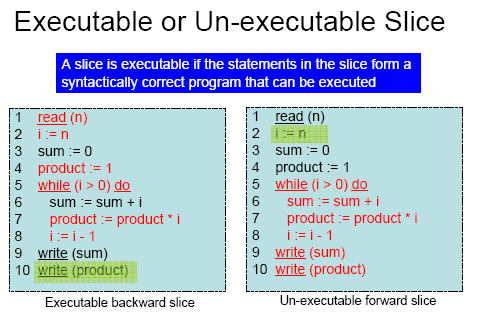 Executable or Un-executable Slice
A slice is executable if the statements in the slice form a
syntactically correct program that can be executed
1 read (n)
2 i := n
3 sum := 0
4 product := 1
5 while (i > 0) do
6 sum := sum + i
7 product := product * i
8 i := i - 1
9 write (sum)
10 write (product)
Executable backward slice
1 read (n)
2 i := n
3 sum := 0
4 product := 1
5 while (i > 0) do
6 sum := sum + i
7 product := product * i
8 i := i - 1
9 write (sum)
10 write (product)
Un-executable forward slice